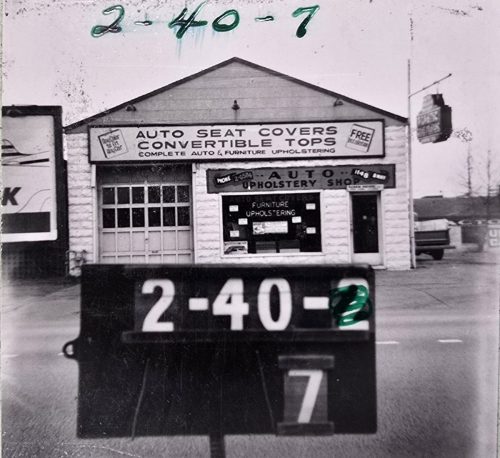 2-40-7
AUTO SEAT COVERS
CONVERTIBLE TOPS
COMPLETE AUTO & FURNITURE UPHOLSTERING
FREE
PHONE
AUTO
UPHOLSTERY SHOP
FURNITURE
UPHOLSTERING
K
2-40-
7